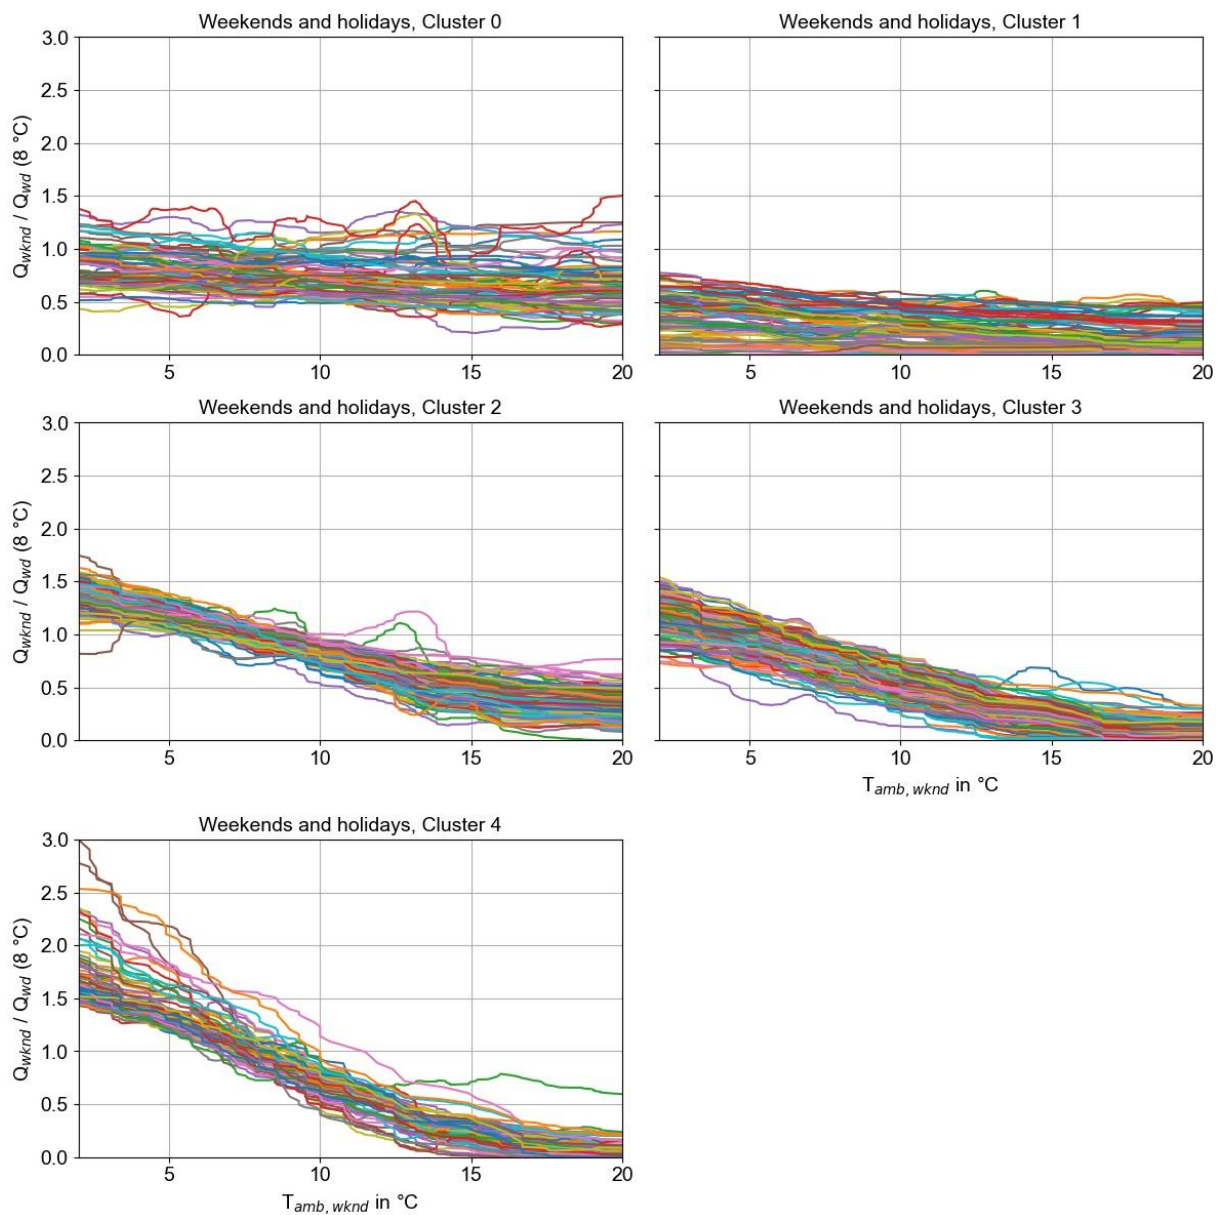 Weekends and holidays, Cluster 0
Weekends and holidays, Cluster 1
3.0
2.5
2.0
1.5
1.0
0.5
0.0
Q_wknd / Q_wd (8 °C)
5 10 15 20
5 10 15 20
Weekends and holidays, Cluster 2
Weekends and holidays, Cluster 3
3.0
2.5
2.0
1.5
1.0
0.5
0.0
Q_wknd / Q_wd (8 °C)
5 10 15 20
5 10 15 20
T_amb, wknd in °C
Weekends and holidays, Cluster 4
3.0
2.5
2.0
1.5
1.0
0.5
0.0
Q_wknd / Q_wd (8 °C)
5 10 15 20
T_amb, wknd in °C